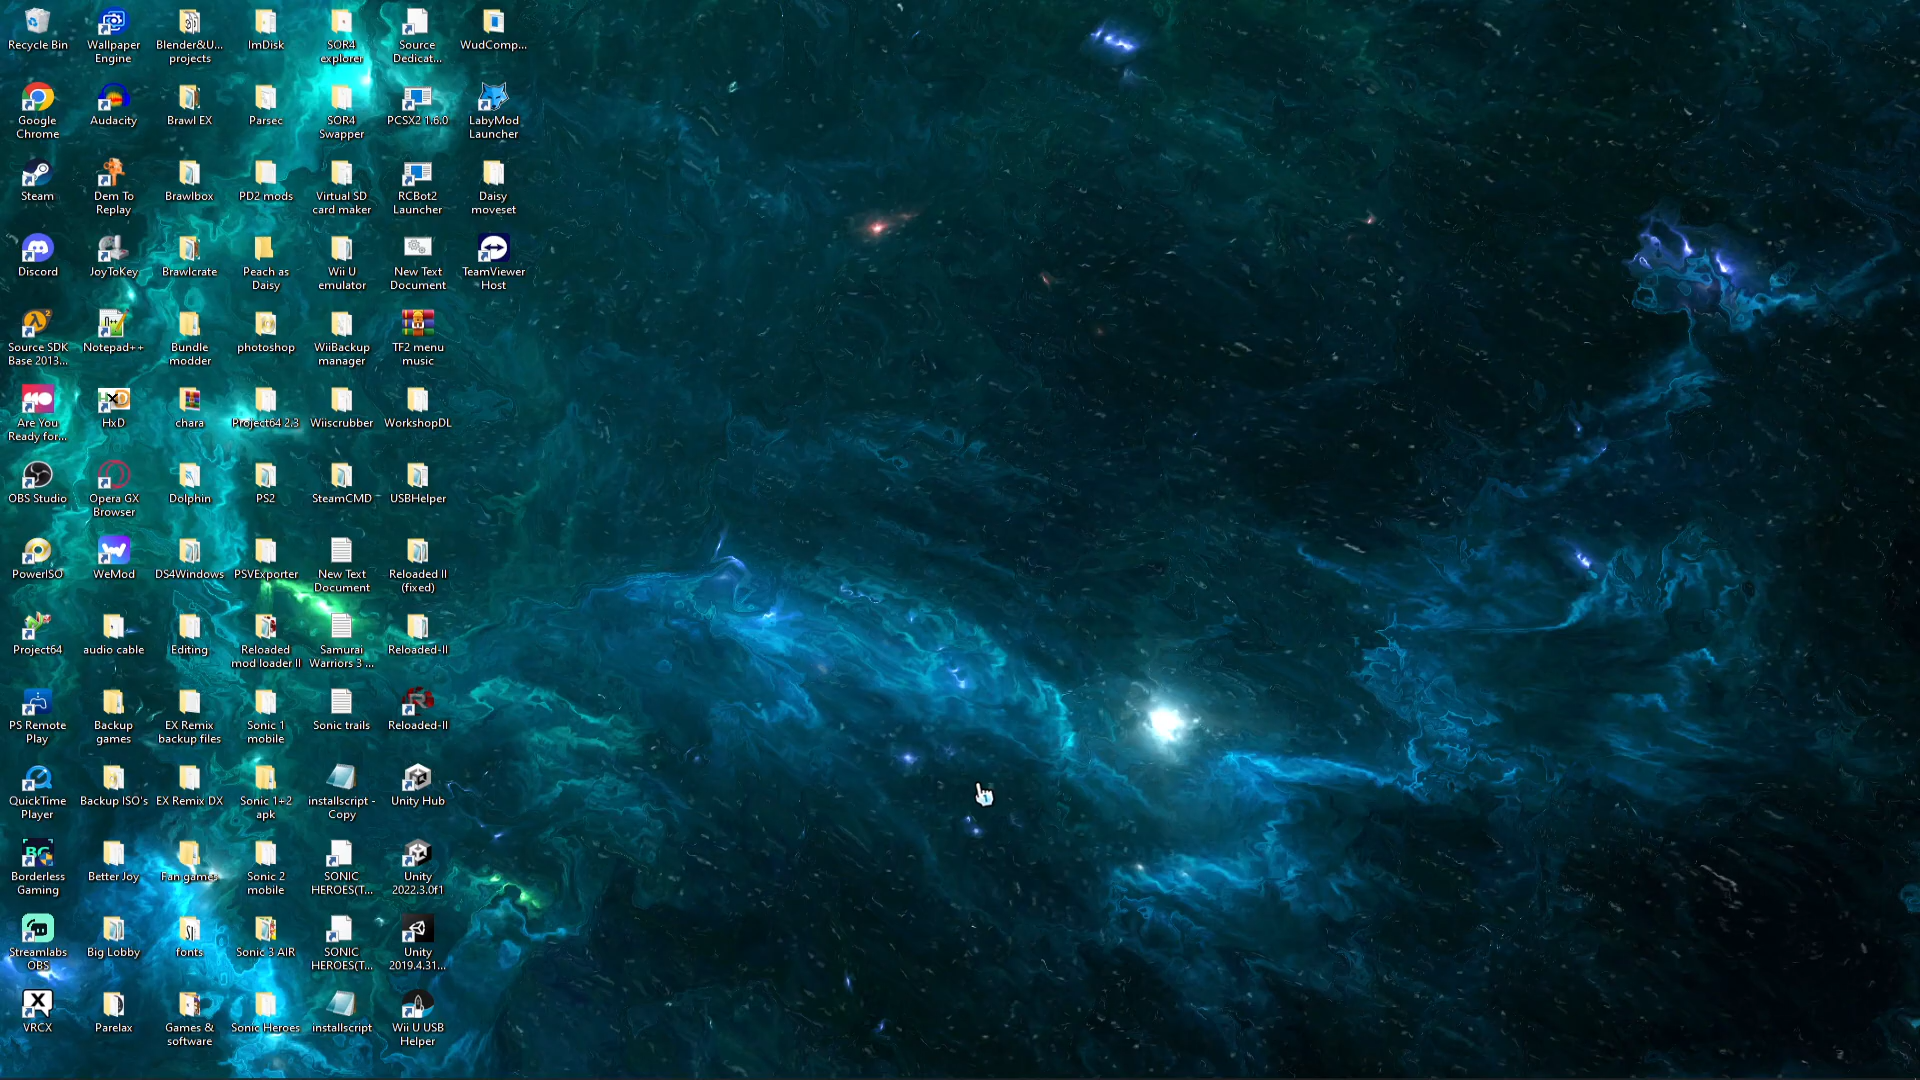 Recycle Bin
Wallpaper
Engine
Blender&U...
projects
ImDisk
SOR4
explorer
Source
Dedicat...
WudComp...
Google
Chrome
Audacity
Brawl EX
Parsec
SOR4
Swapper
PCSX2 1.6.0
LabyMod
Launcher
Steam
Dem To
Replay
Brawlbox
PD2 mods
Virtual SD
card maker
RCBot2
Launcher
Daisy
moveset
Discord
JoyToKey
Brawlcrate
Peach as
Daisy
Wii U
emulator
New Text
Document
TeamViewer
Host
Source SDK
Base 2013...
Notepad++
Bundle
modder
photoshop
WiiBackup
manager
TF2 menu
music
Are You
Ready for...
HxD
chara
Project64 2.3
Wiiscrubber
WorkshopDL
OBS Studio
Opera GX
Browser
Dolphin
PS2
SteamCMD
USBHelper
PowerISO
WeMod
DS4Windows
PSVExporter
New Text
Document
Reloaded II
(fixed)
Project64
audio cable
Editing
Reloaded
mod loader II
Samurai
Warriors 3 ...
Reloaded-II
PS Remote
Play
Backup
games
EX Remix
backup files
Sonic 1
mobile
Sonic trails
Reloaded-II
QuickTime
Player
Backup ISO's
EX Remix DX
Sonic 1+2
apk
installscript -
Copy
Unity Hub
Borderless
Gaming
Better Joy
Fan games
Sonic 2
mobile
SONIC
HEROES(T...
Unity
2022.3.0f1
Streamlabs
OBS
Big Lobby
fonts
Sonic 3 AIR
SONIC
HEROES(T...
Unity
2019.4.31...
VRCX
Parelax
Games &
software
Sonic Heroes
installscript
Wii U USB
Helper